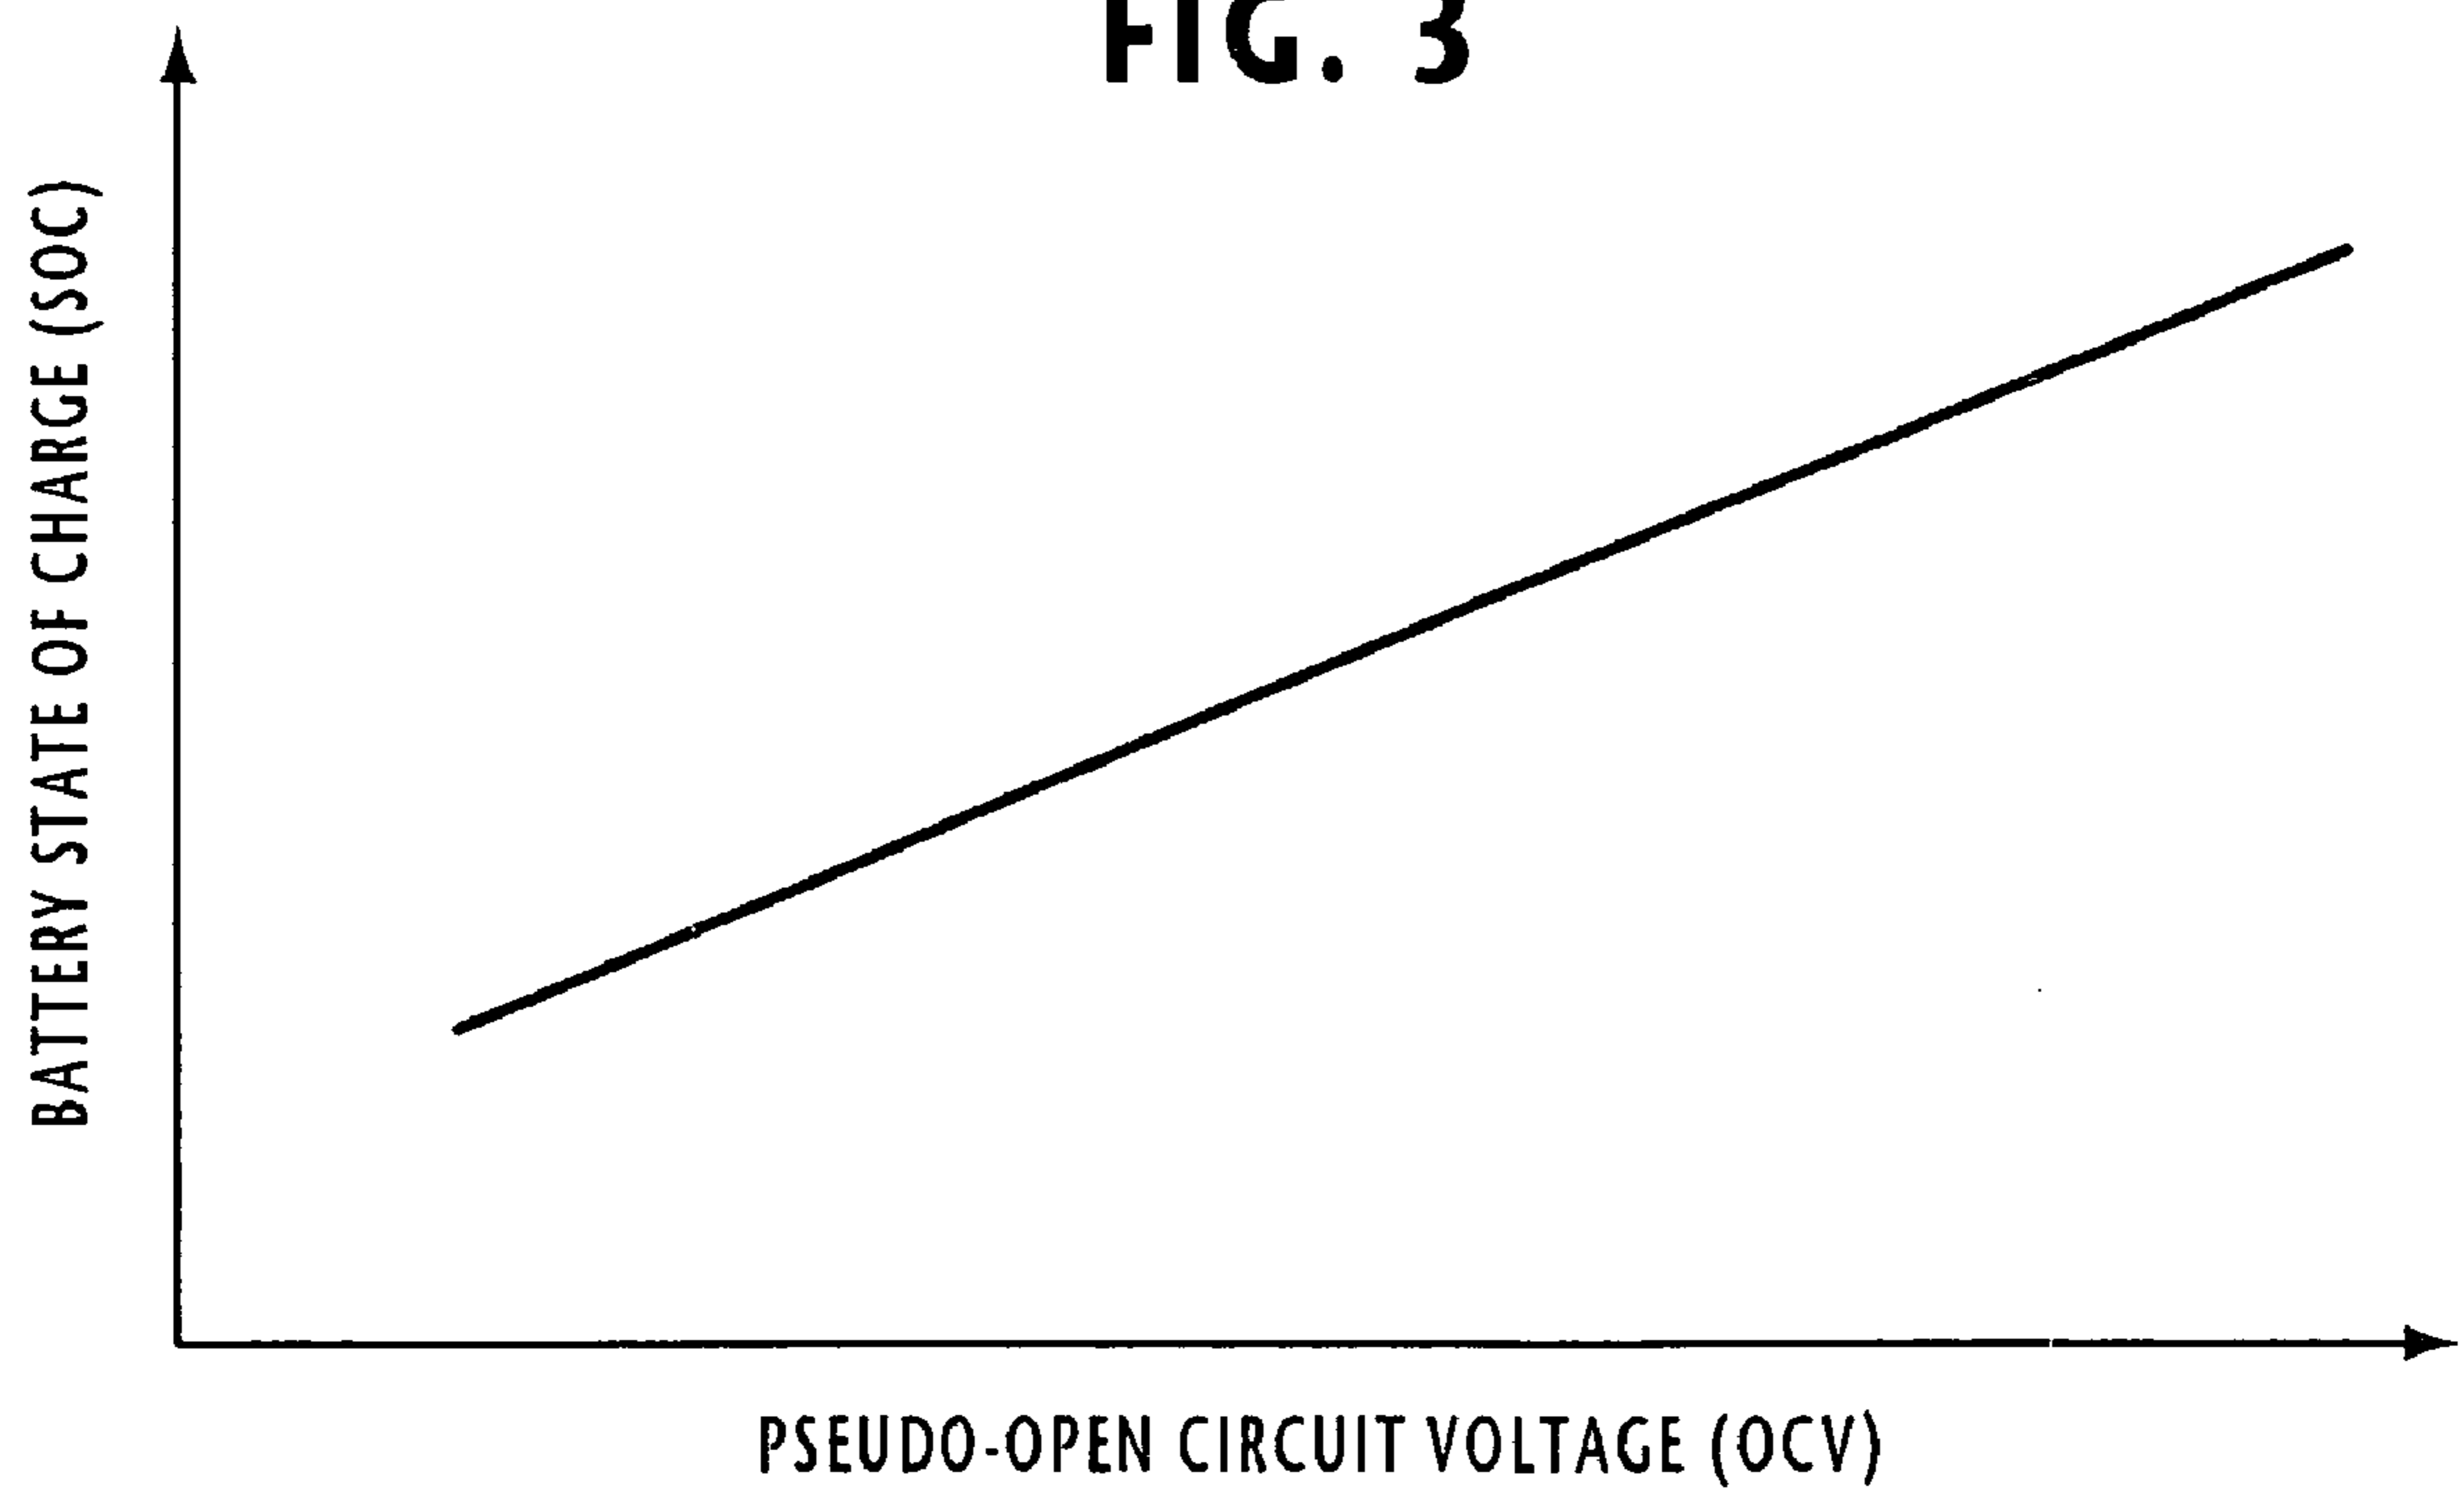 FIG. 3
BATTERY STATE OF CHARGE (SOC)
PSEUDO-OPEN CIRCUIT VOLTAGE (OCV)